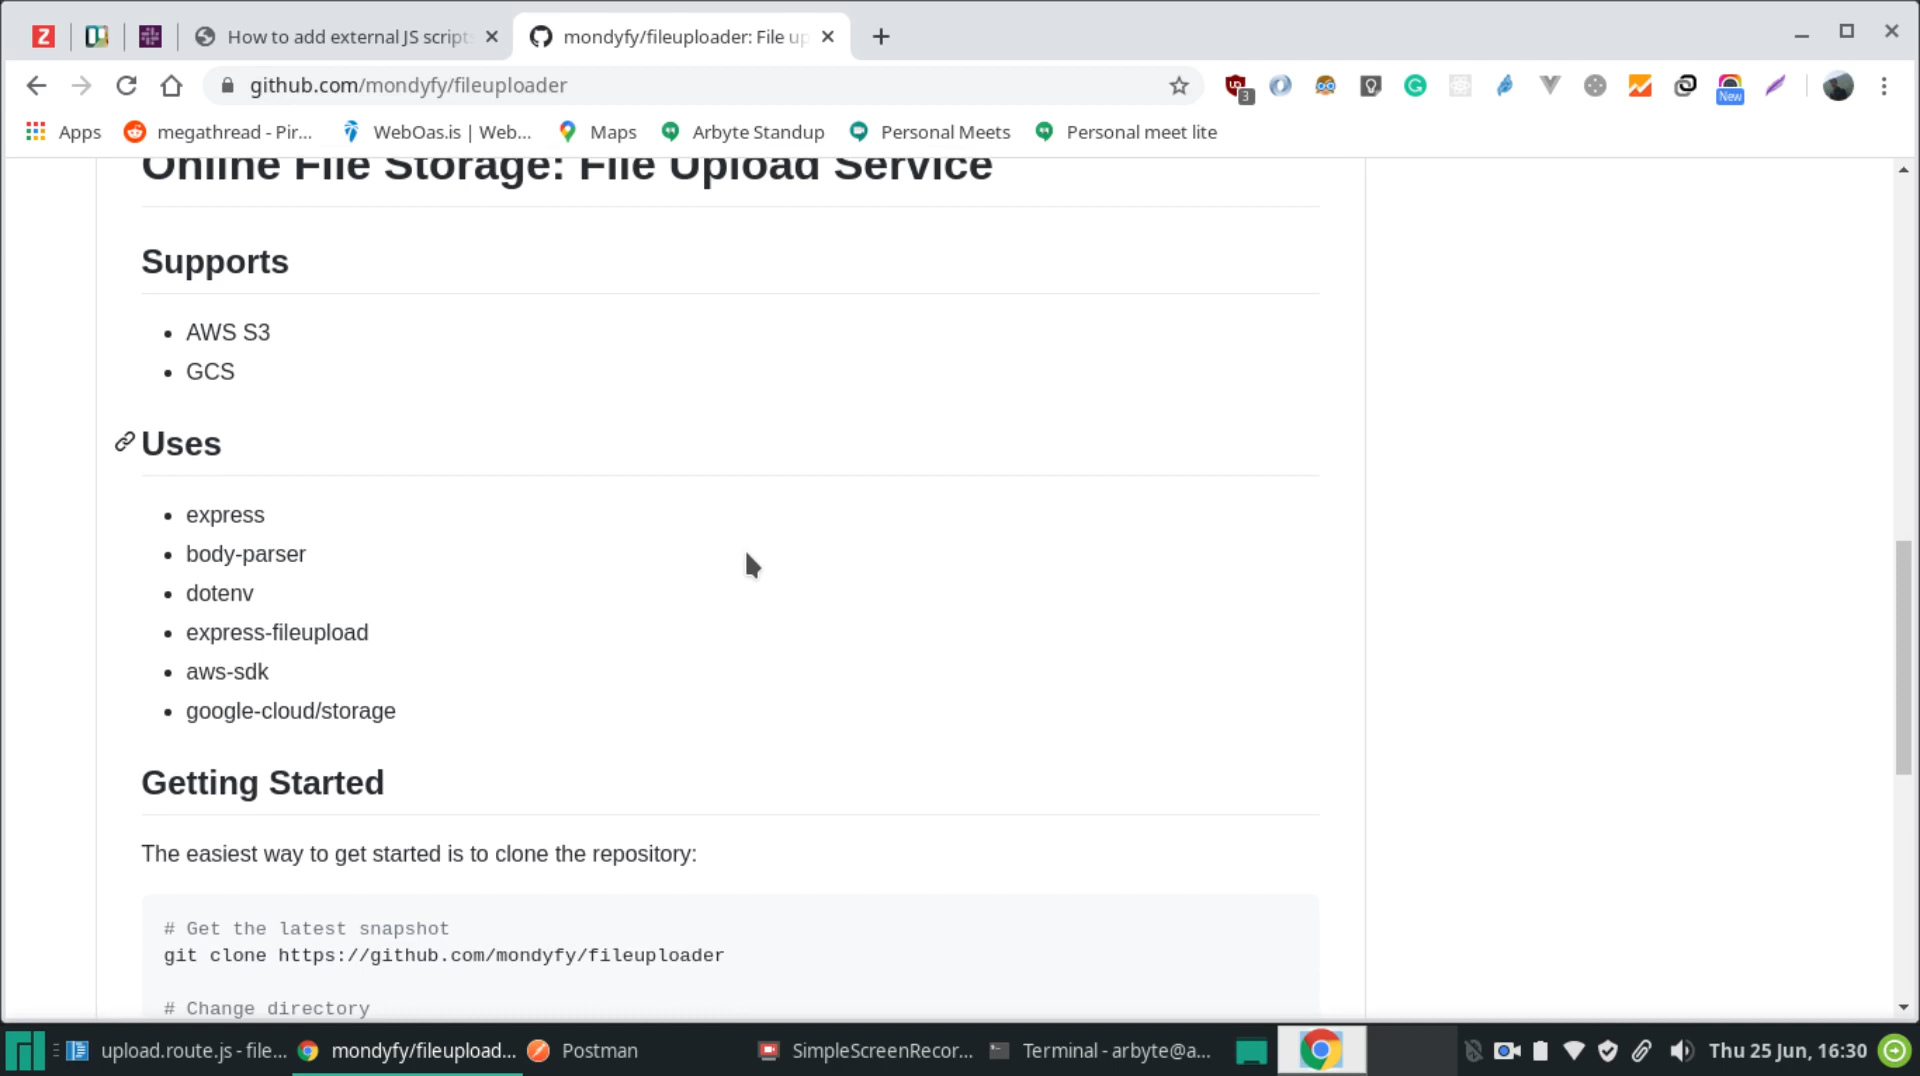 How to add external JS script
mondyfy/fileuploader: File up
github.com/mondyfy/fileuploader
3
New
Apps
megathread - Pir...
WebOas.is | Web...
Maps
Arbyte Standup
Personal Meets
Personal meet lite
Online File Storage: File Upload Service
Supports
AWS S3
GCS
Uses
express
body-parser
dotenv
express-fileupload
aws-sdk
google-cloud/storage
Getting Started
The easiest way to get started is to clone the repository:
# Get the latest snapshot
git clone https://github.com/mondyfy/fileuploader
# Change directory
upload.route.js - file...
mondyfy/fileupload...
Postman
SimpleScreenRecor...
Terminal - arbyte@a...
Thu 25 Jun, 16:30